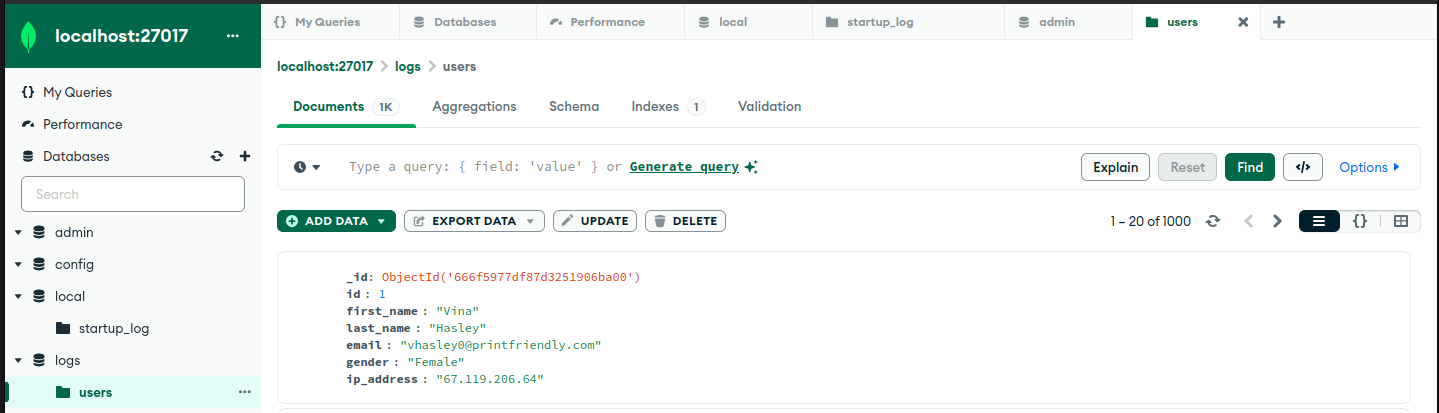 localhost:27017 ...
{} My Queries
Performance
Databases
Search
admin
config
local
startup_log
logs
users ...
{} My Queries Databases Performance local startup_log admin users
localhost:27017 > logs > users
Documents 1K Aggregations Schema Indexes 1 Validation
Type a query: { field: 'value' } or Generate query Explain Reset Find </> Options
ADD DATA EXPORT DATA UPDATE DELETE 1 – 20 of 1000 {}
_id: ObjectId('666f5977df87d3251906ba00')
id : 1
first_name : "Vina"
last_name : "Hasley"
email : "vhasley0@printfriendly.com"
gender : "Female"
ip_address : "67.119.206.64"